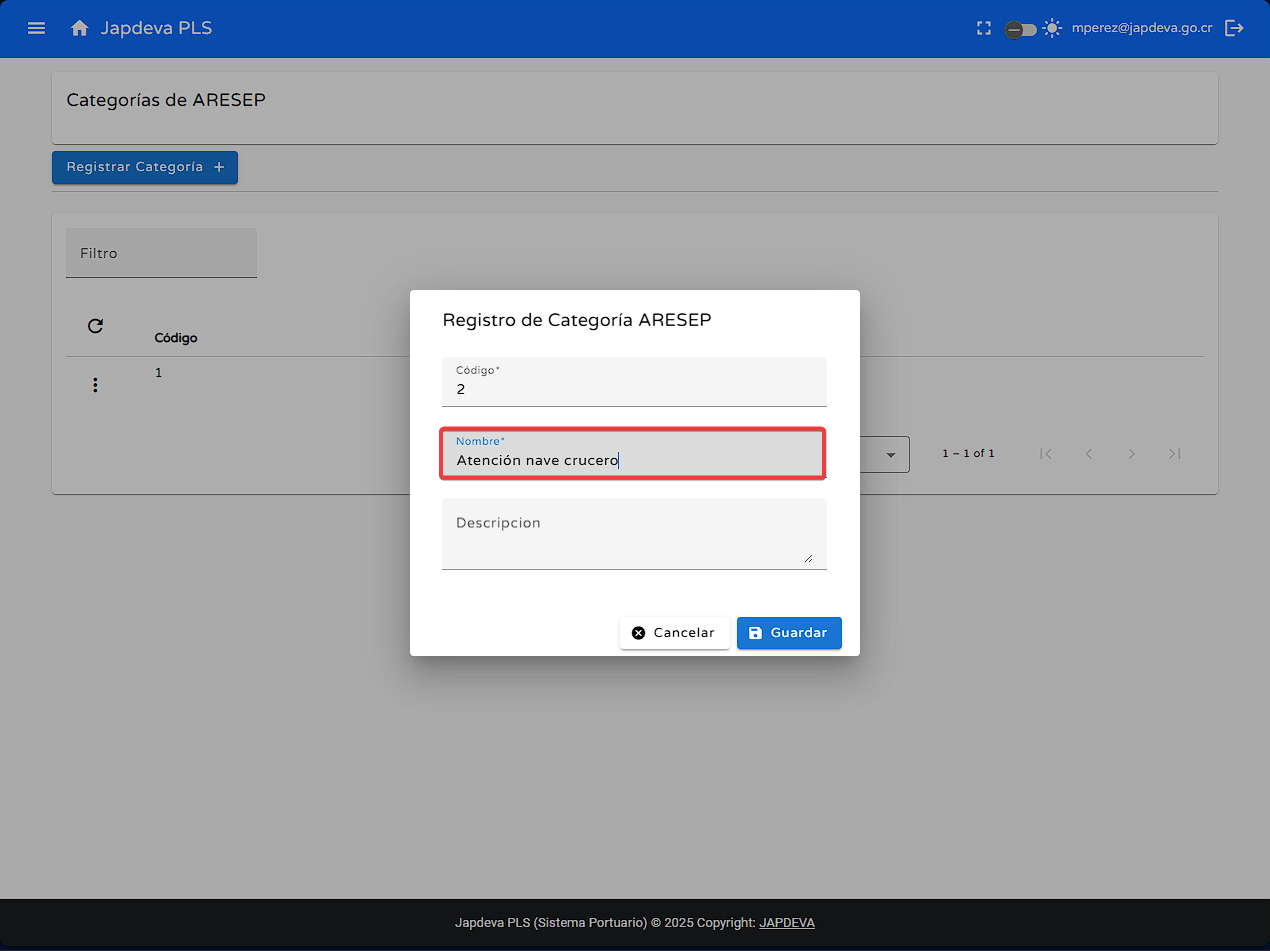 Japdeva PLS
mperez@japdeva.go.cr
Categorías de ARESEP
Registrar Categoría +
Filtro
Código
1
Registro de Categoría ARESEP
Código*
2
Nombre*
Atención nave crucero
Descripcion
1 – 1 of 1
Cancelar
Guardar
Japdeva PLS (Sistema Portuario) © 2025 Copyright: JAPDEVA